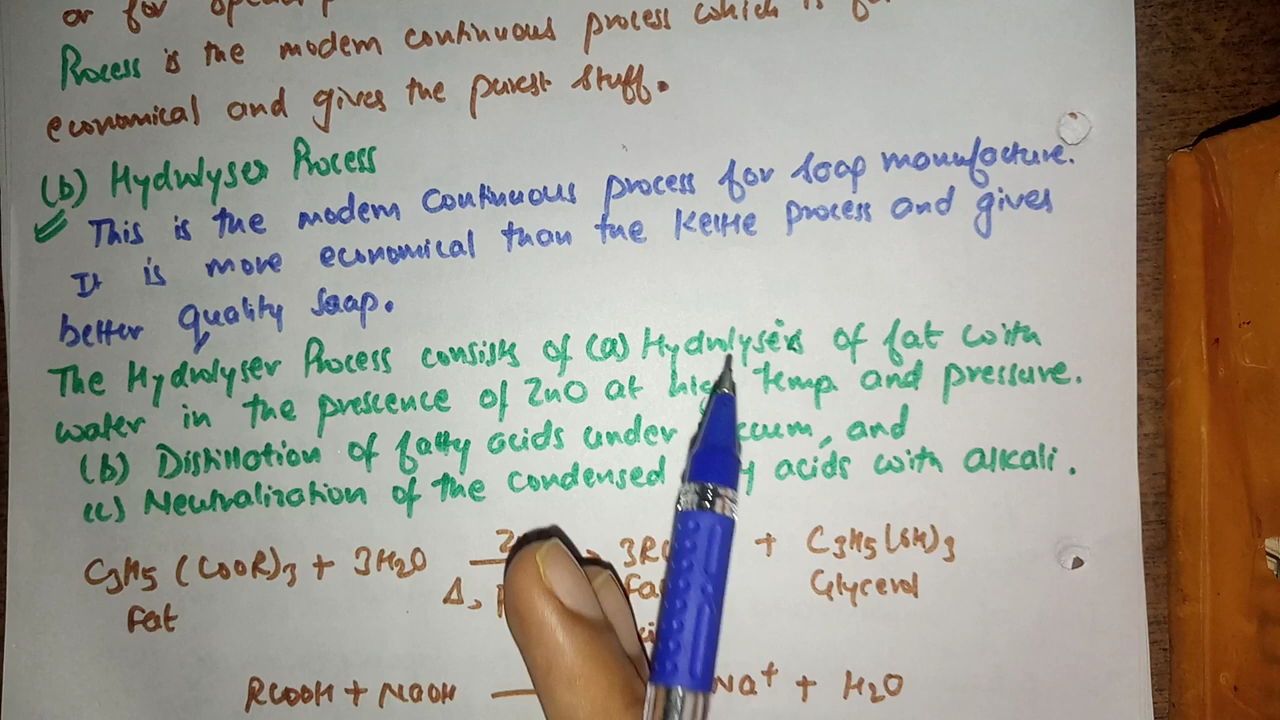 or for
Process is the modern continuous process which is
economical and gives the purest stuff.
(b) Hydrolyser Process
This is the modern continuous process for soap manufacture.
It is more economical than the Kettle process and gives
better quality soap.
The Hydrolyser Process consists of (a) Hydrolysis of fat with
water in the prescence of ZnO at temp. and pressure.
(b) Distillation of fatty acids under and
(c) Neutralization of the condensed acids with alkali.
C3H5 (COOR)3 + 3H2O + C3H5(OH)3
Δ,
Fat Glycerol
RCOOH + NaOH Na+ + H2O